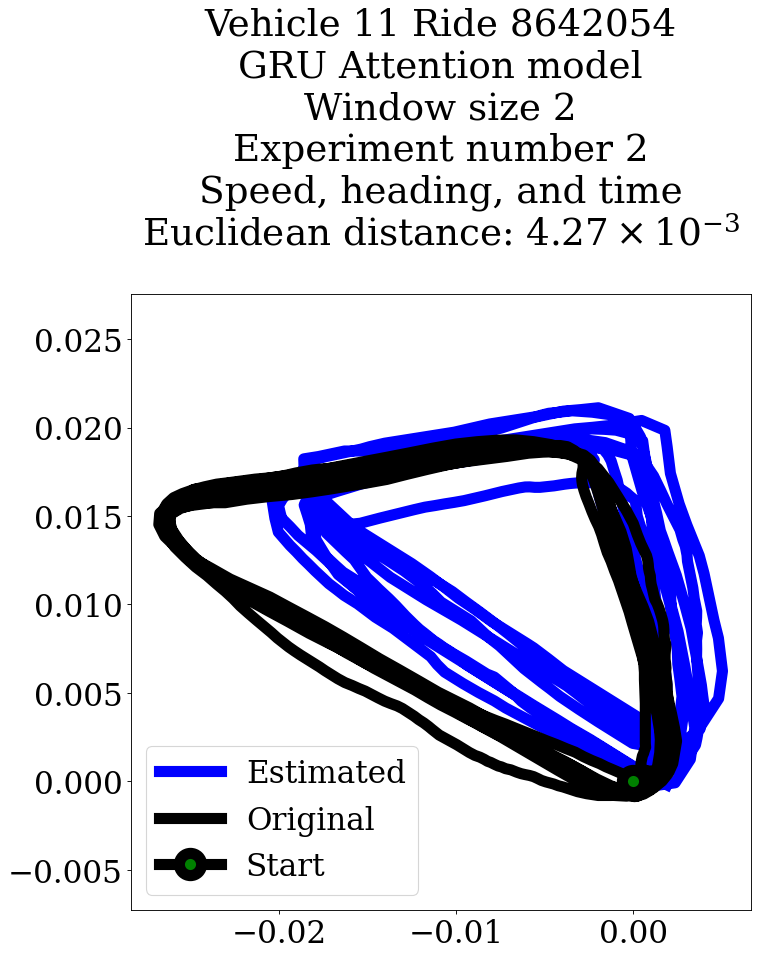 Vehicle 11 Ride 8642054
GRU Attention model
Window size 2
Experiment number 2
Speed, heading, and time
Euclidean distance: 4.27 × 10⁻³
0.025
0.020
0.015
0.010
0.005
0.000
−0.005
Estimated
Original
Start
−0.02 −0.01 0.00